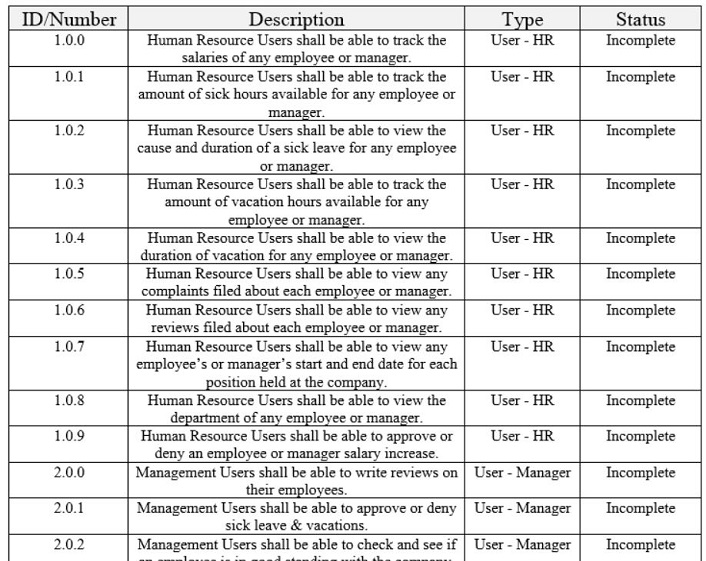 ID/Number Description Type Status
1.0.0 Human Resource Users shall be able to track the User - HR Incomplete
salaries of any employee or manager.
1.0.1 Human Resource Users shall be able to track the User - HR Incomplete
amount of sick hours available for any employee or
manager.
1.0.2 Human Resource Users shall be able to view the User - HR Incomplete
cause and duration of a sick leave for any employee
or manager.
1.0.3 Human Resource Users shall be able to track the User - HR Incomplete
amount of vacation hours available for any
employee or manager.
1.0.4 Human Resource Users shall be able to view the User - HR Incomplete
duration of vacation for any employee or manager.
1.0.5 Human Resource Users shall be able to view any User - HR Incomplete
complaints filed about each employee or manager.
1.0.6 Human Resource Users shall be able to view any User - HR Incomplete
reviews filed about each employee or manager.
1.0.7 Human Resource Users shall be able to view any User - HR Incomplete
employee’s or manager’s start and end date for each
position held at the company.
1.0.8 Human Resource Users shall be able to view the User - HR Incomplete
department of any employee or manager.
1.0.9 Human Resource Users shall be able to approve or User - HR Incomplete
deny an employee or manager salary increase.
2.0.0 Management Users shall be able to write reviews on User - Manager Incomplete
their employees.
2.0.1 Management Users shall be able to approve or deny User - Manager Incomplete
sick leave & vacations.
2.0.2 Management Users shall be able to check and see if User - Manager Incomplete
an employee is in good standing with the company.